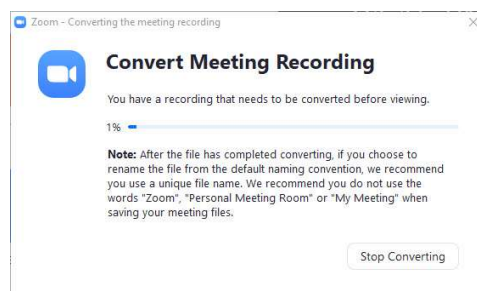 Zoom - Converting the meeting recording
Convert Meeting Recording
You have a recording that needs to be converted before viewing.
1%
Note: After the file has completed converting, if you choose to
rename the file from the default naming convention, we recommend
you use a unique file name. We recommend you do not use the
words "Zoom", "Personal Meeting Room" or "My Meeting" when
saving your meeting files.
Stop Converting